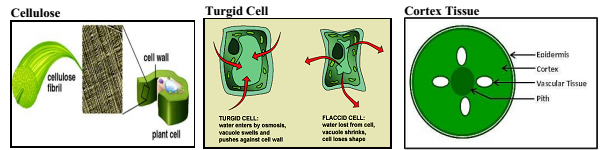 Cellulose
cellulose
fibril
cell wall
plant cell
Turgid Cell
TURGID CELL:
water enters by osmosis,
vacuole swells and
pushes against cell wall
FLACCID CELL:
water lost from cell,
vacuole shrinks,
cell loses shape
Cortex Tissue
Epidermis
Cortex
Vascular Tissue
Pith